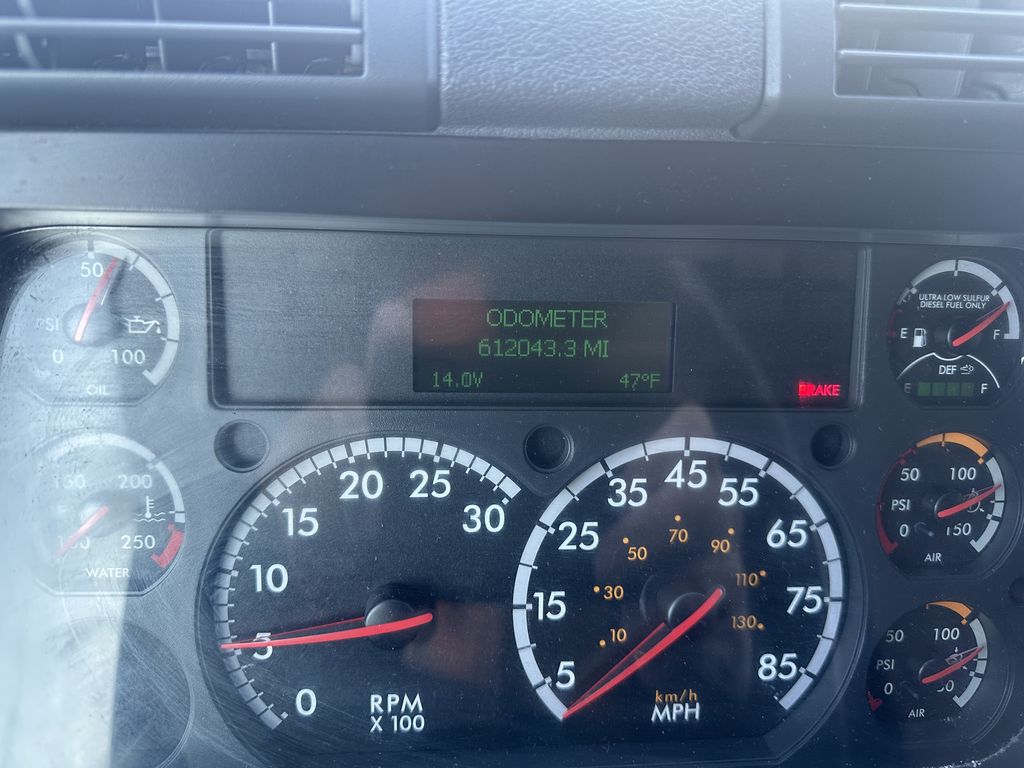 ODOMETER
612043.3 MI
14.0V 47°F
BRAKE
50
PSI
0 100
OIL
ULTRA LOW SULFUR
DIESEL FUEL ONLY
E F
DEF
E F
150 200
250
WATER
0
5
10
15
20
25
30
RPM
X 100
5
15
25
35
45
55
65
75
85
10
30
50
70
90
110
130
km/h
MPH
50 100
PSI
0 150
AIR
50 100
PSI
0
AIR